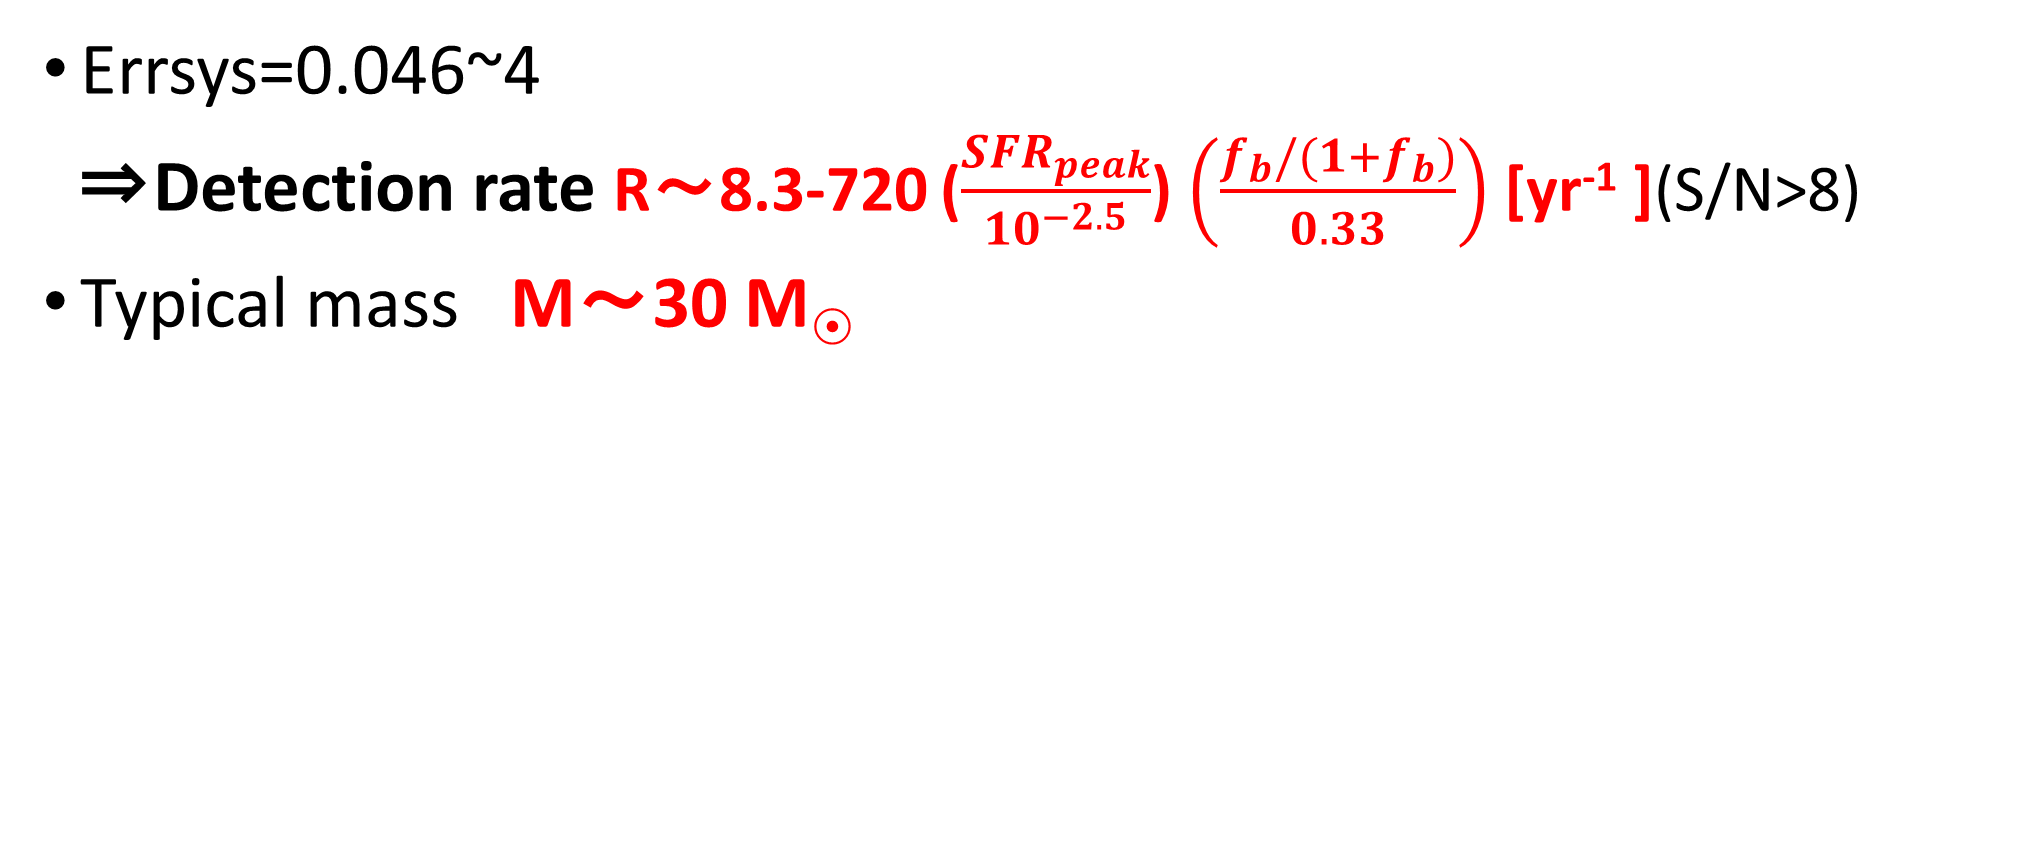 • Errsys=0.046~4
⇒Detection rate R～8.3-720 (SFR_peak/10^−2.5) (f_b/(1+f_b)/0.33) [yr-1 ](S/N>8)
• Typical mass M～30 M☉